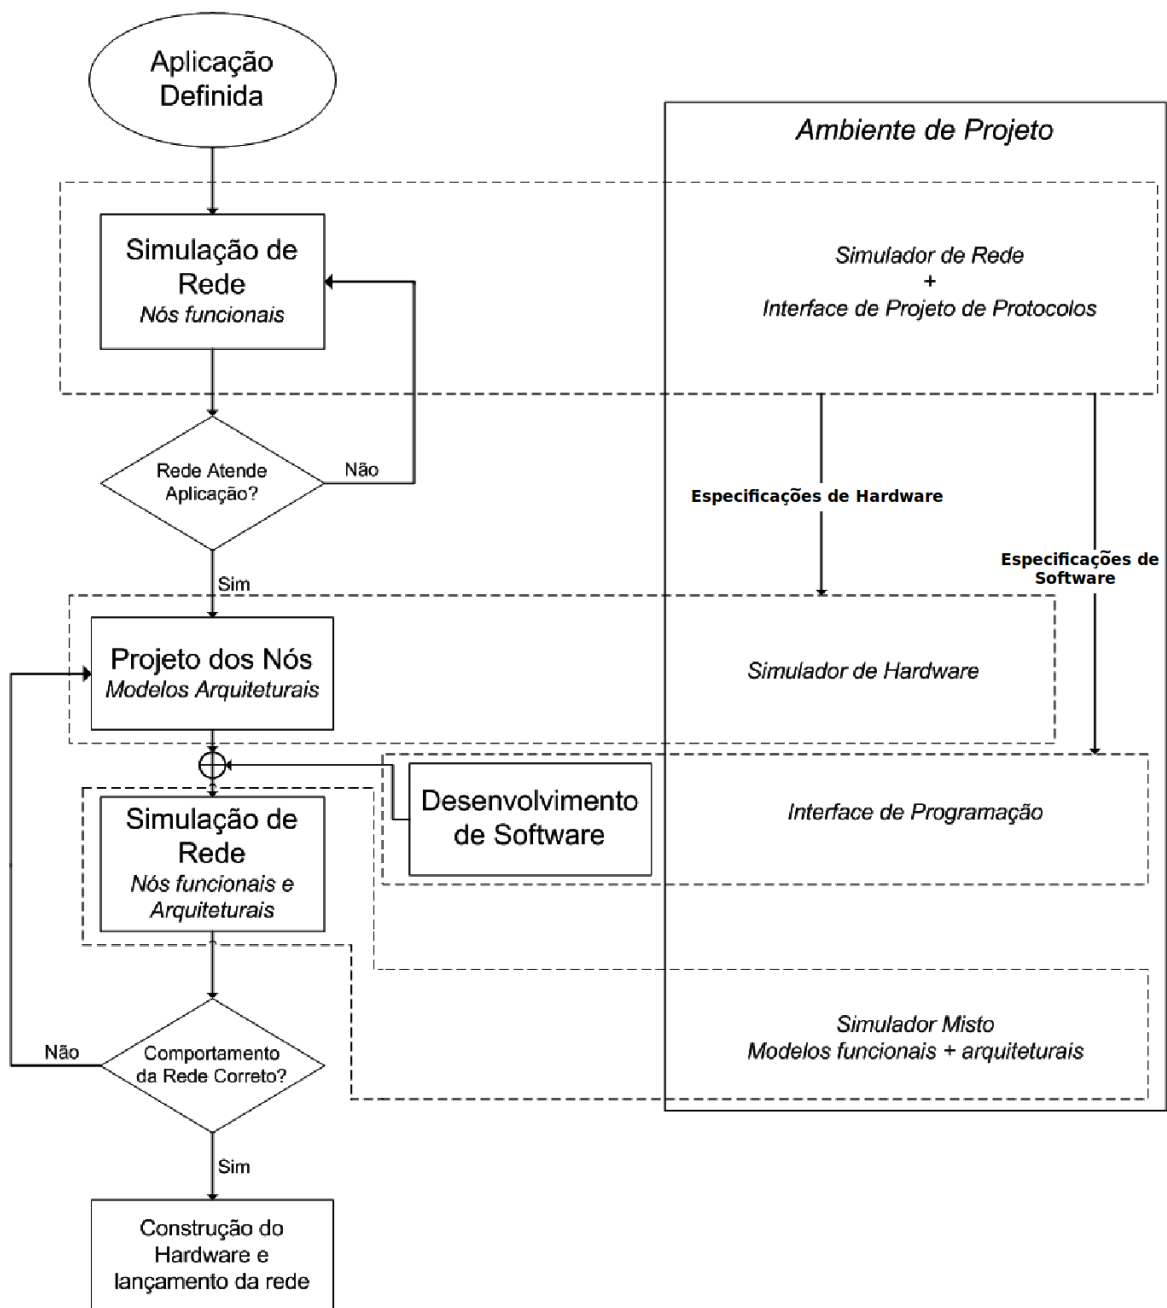 Aplicação
Definida
Ambiente de Projeto
Simulação de
Rede
Nós funcionais
Simulador de Rede
+
Interface de Projeto de Protocolos
Rede Atende
Aplicação?
Não
Especificações de Hardware
Especificações de
Software
Sim
Projeto dos Nós
Modelos Arquiteturais
Simulador de Hardware
Desenvolvimento
de Software
Interface de Programação
Simulação de
Rede
Nós funcionais e
Arquiteturais
Simulador Misto
Modelos funcionais + arquiteturais
Não
Comportamento
da Rede Correto?
Sim
Construção do
Hardware e
lançamento da rede